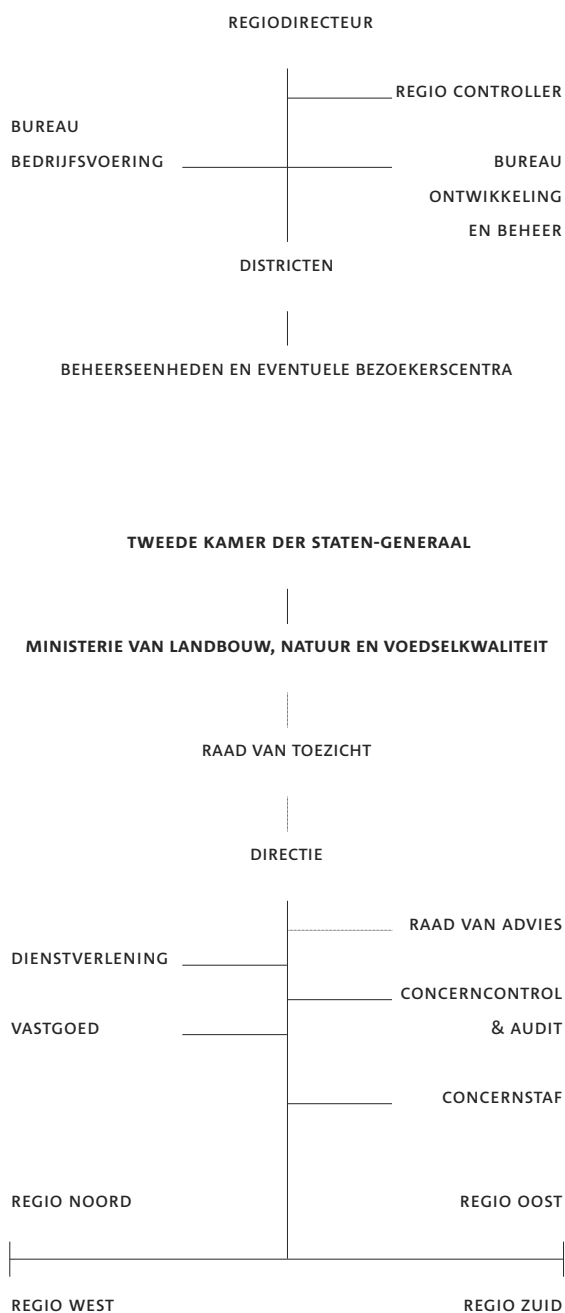 REGIODIRECTEUR
REGIO CONTROLLER
BUREAU
BEDRIJFSVOERING
BUREAU
ONTWIKKELING
EN BEHEER
DISTRICTEN
BEHEERSEENHEDEN EN EVENTUELE BEZOEKERSCENTRA
TWEEDE KAMER DER STATEN-GENERAAL
MINISTERIE VAN LANDBOUW, NATUUR EN VOEDSELKWALITEIT
RAAD VAN TOEZICHT
DIRECTIE
RAAD VAN ADVIES
DIENSTVERLENING
CONCERNCONTROL
& AUDIT
VASTGOED
CONCERNSTAF
REGIO NOORD
REGIO OOST
REGIO WEST
REGIO ZUID